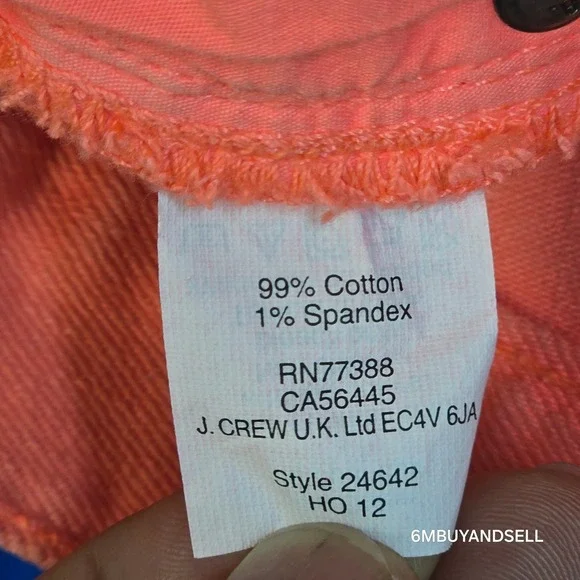 99% Cotton
1% Spandex
RN77388
CA56445
J. CREW U.K. Ltd EC4V 6JA
Style 24642
HO 12
6MBUYANDSELL